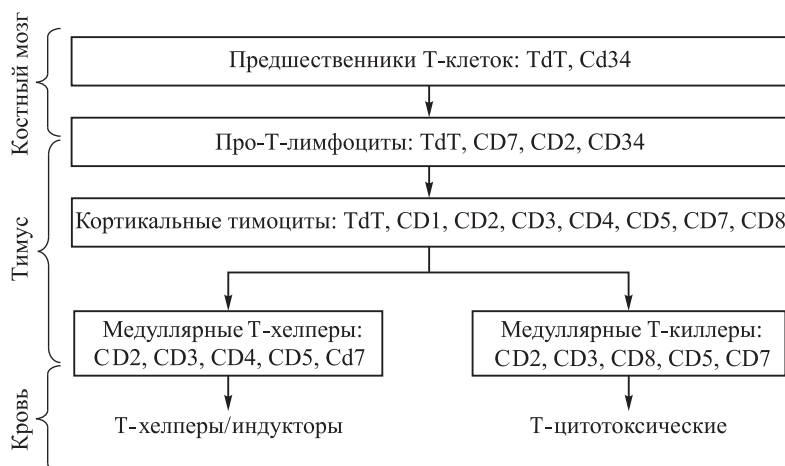 Костный мозг
Предшественники Т-клеток: TdT, Cd34
Про-Т-лимфоциты: TdT, CD7, CD2, CD34
Тимус
Кортикальные тимоциты: TdT, CD1, CD2, CD3, CD4, CD5, CD7, CD8
Медуллярные Т-хелперы:
CD2, CD3, CD4, CD5, Cd7
Медуллярные Т-киллеры:
CD2, CD3, CD8, CD5, CD7
Кровь
Т-хелперы/индукторы
Т-цитотоксические